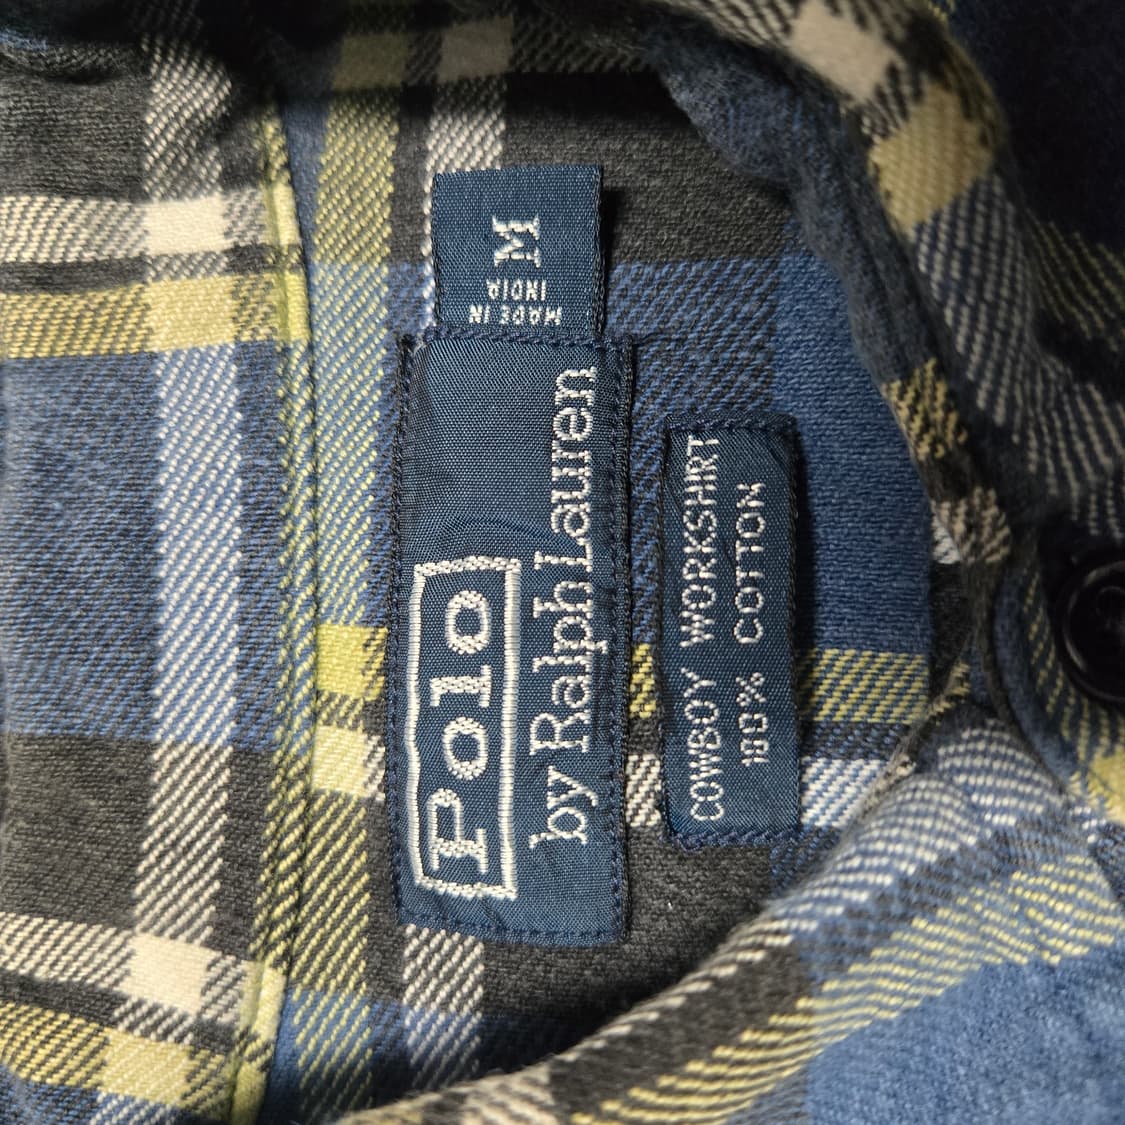 Polo
by Ralph Lauren
M
MADE IN
INDIA
COWBOY WORKSHIRT
100% COTTON